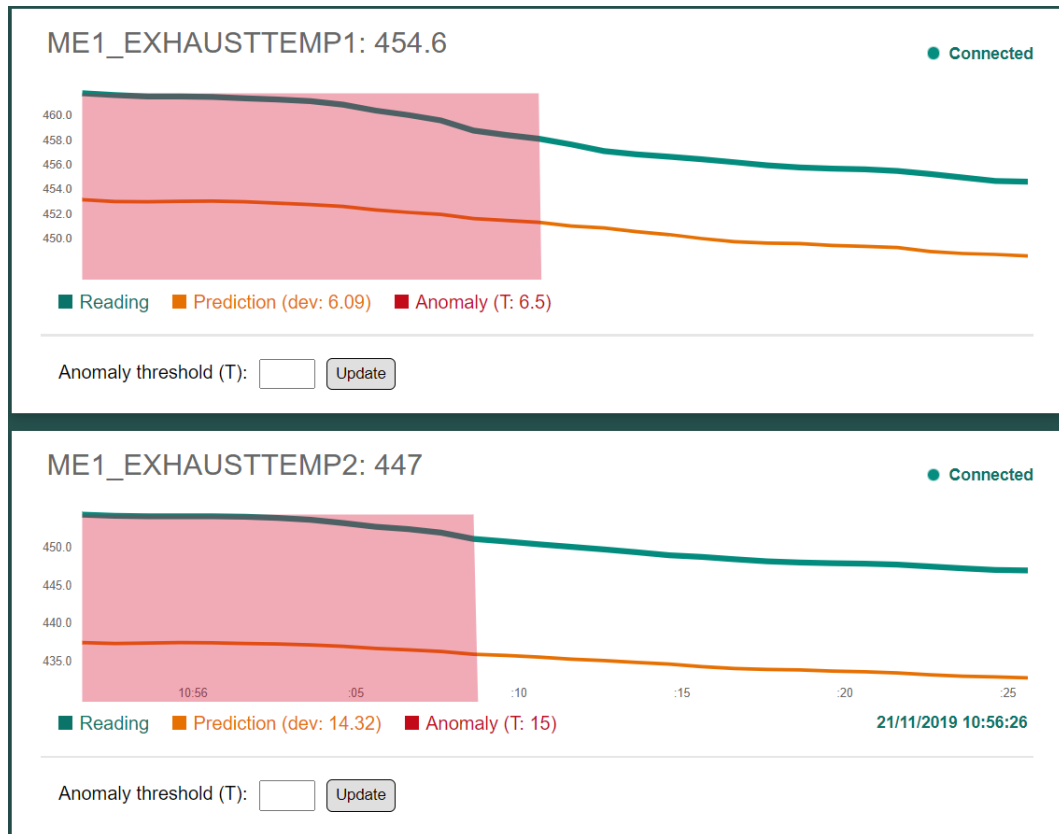 ME1_EXHAUSTTEMP1: 454.6
Connected
460.0
458.0
456.0
454.0
452.0
450.0
Reading Prediction (dev: 6.09) Anomaly (T: 6.5)
Anomaly threshold (T): Update
ME1_EXHAUSTTEMP2: 447
Connected
450.0
445.0
440.0
435.0
10:56 :05 :10 :15 :20 :25
Reading Prediction (dev: 14.32) Anomaly (T: 15) 21/11/2019 10:56:26
Anomaly threshold (T): Update